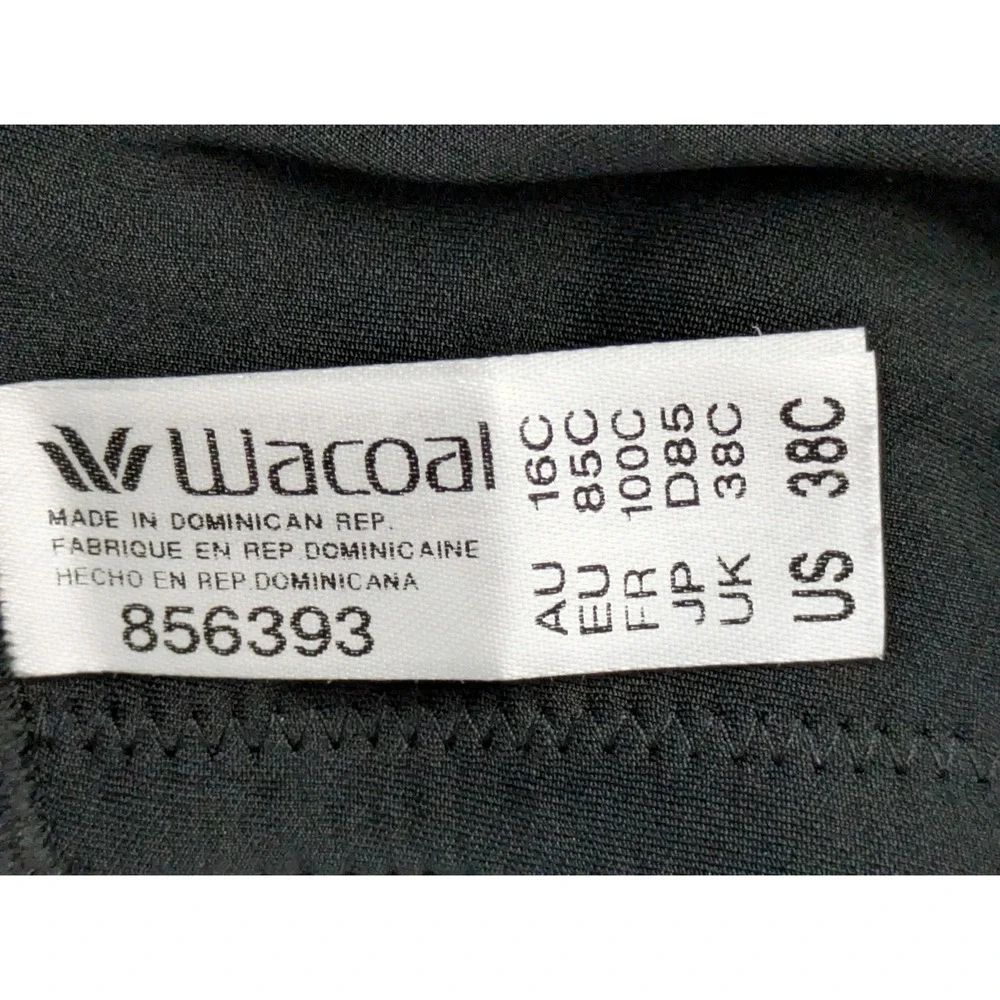 Wacoal
MADE IN DOMINICAN REP.
FABRIQUE EN REP DOMINICAINE
HECHO EN REP.DOMINICANA
856393
AU 16C
EU 85C
FR 100C
JP D85
UK 38C
US 38C